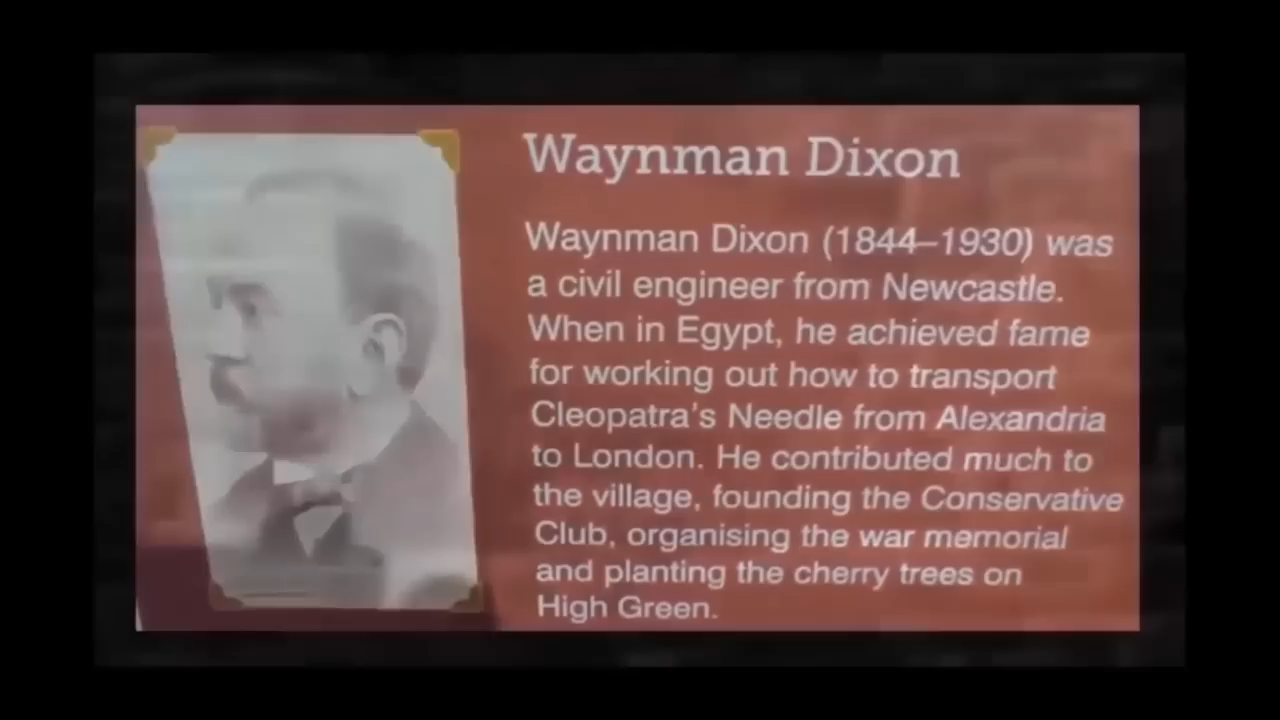 Waynman Dixon
Waynman Dixon (1844–1930) was
a civil engineer from Newcastle.
When in Egypt, he achieved fame
for working out how to transport
Cleopatra's Needle from Alexandria
to London. He contributed much to
the village, founding the Conservative
Club, organising the war memorial
and planting the cherry trees on
High Green.